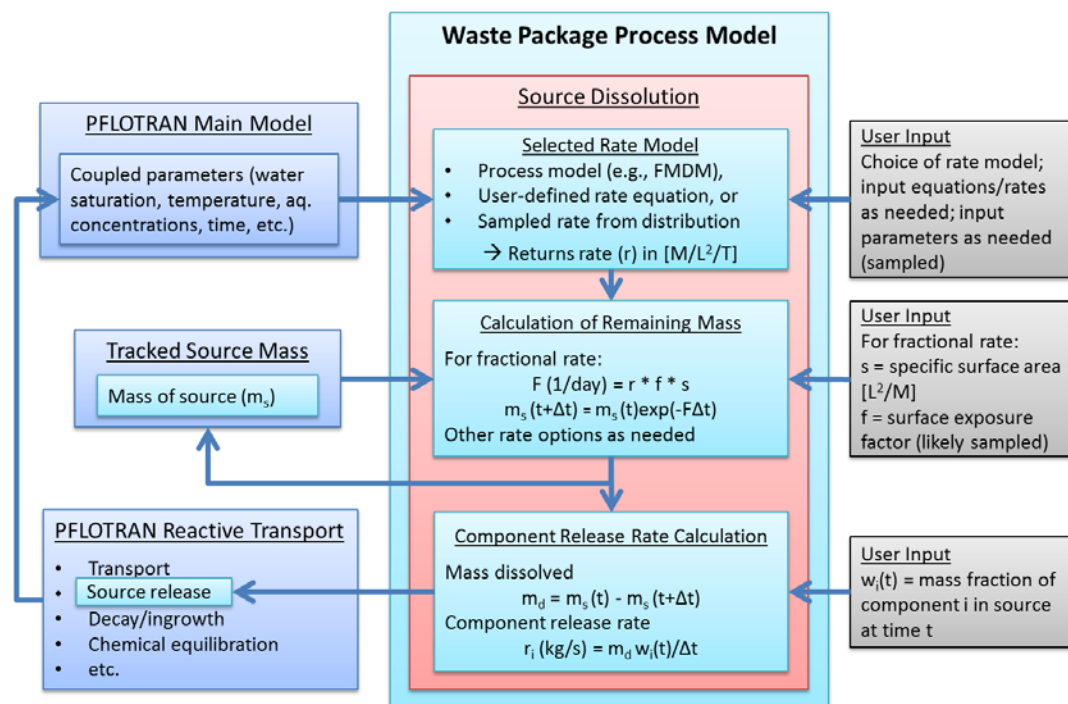 Waste Package Process Model
Source Dissolution
PFLOTRAN Main Model
Coupled parameters (water
saturation, temperature, aq.
concentrations, time, etc.)
Selected Rate Model
• Process model (e.g., FMDM),
• User-defined rate equation, or
• Sampled rate from distribution
→ Returns rate (r) in [M/L²/T]
User Input
Choice of rate model;
input equations/rates
as needed; input
parameters as needed
(sampled)
Tracked Source Mass
Mass of source (mₛ)
Calculation of Remaining Mass
For fractional rate:
F (1/day) = r * f * s
mₛ (t+Δt) = mₛ (t)exp(-FΔt)
Other rate options as needed
User Input
For fractional rate:
s = specific surface area
[L²/M]
f = surface exposure
factor (likely sampled)
PFLOTRAN Reactive Transport
• Transport
• Source release
• Decay/ingrowth
• Chemical equilibration
• etc.
Component Release Rate Calculation
Mass dissolved
m_d = mₛ (t) - mₛ (t+Δt)
Component release rate
rᵢ (kg/s) = m_d wᵢ(t)/Δt
User Input
wᵢ(t) = mass fraction of
component i in source
at time t